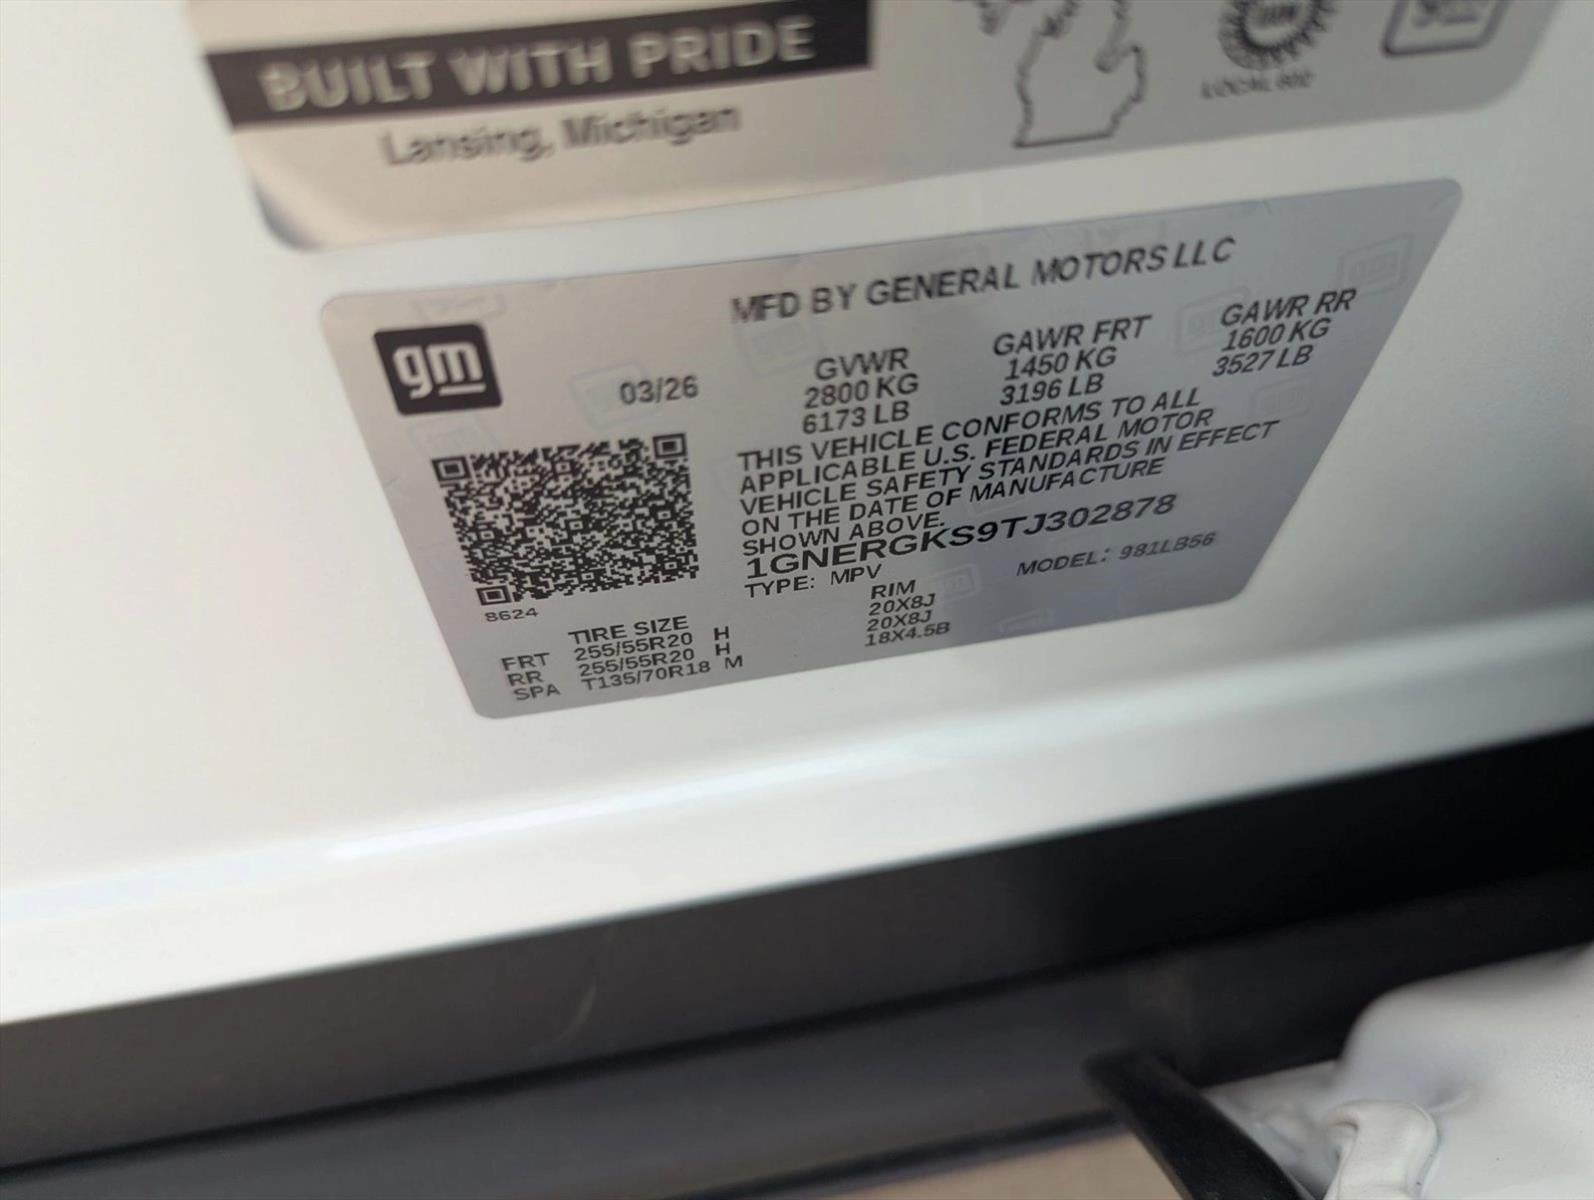 BUILT WITH PRIDE
Lansing, Michigan
LOCAL 602
gm
MFD BY GENERAL MOTORS LLC
gm
03/26
GVWR GAWR FRT GAWR RR
2800 KG 1450 KG 1600 KG
6173 LB 3196 LB 3527 LB
THIS VEHICLE CONFORMS TO ALL
APPLICABLE U.S. FEDERAL MOTOR
VEHICLE SAFETY STANDARDS IN EFFECT
ON THE DATE OF MANUFACTURE
SHOWN ABOVE.
1GNERGKS9TJ302878
TYPE: MPV MODEL: 981LB56
8624
TIRE SIZE RIM
FRT 255/55R20 H 20X8J
RR 255/55R20 H 20X8J
SPA T135/70R18 M 18X4.5B